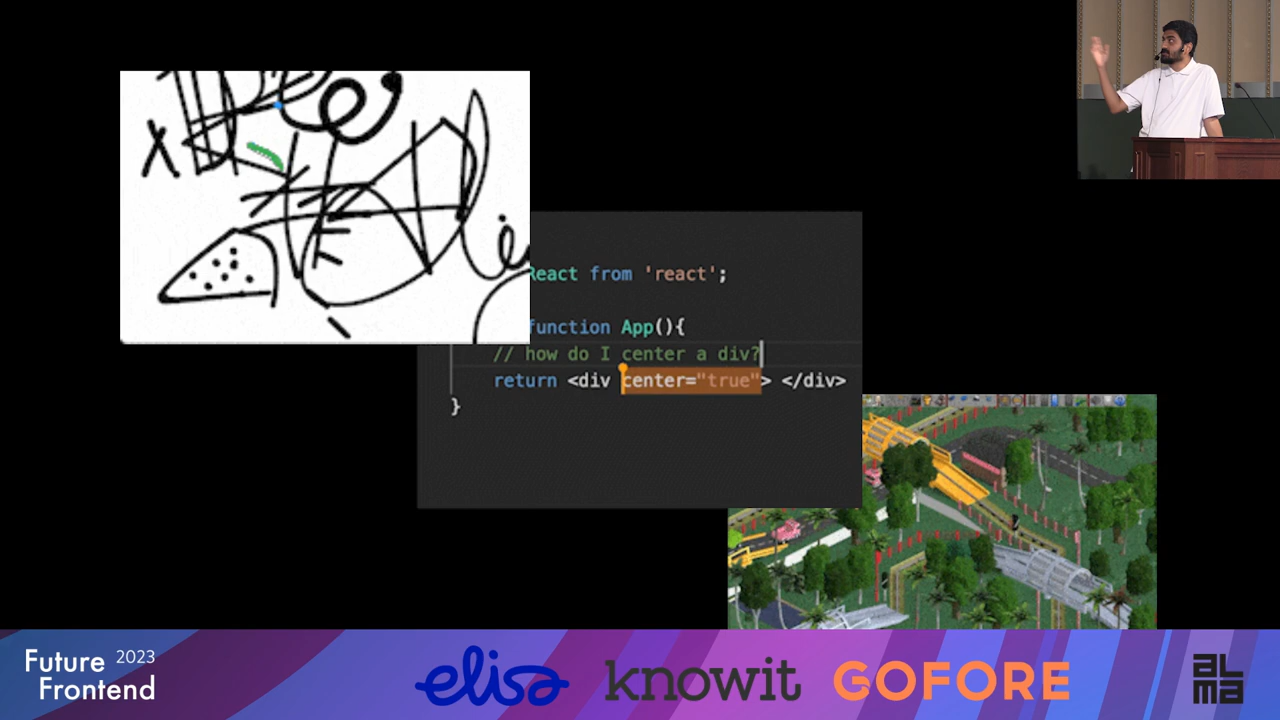 React from 'react';
function App(){
// how do I center a div?
return <div center="true"> </div>
}
Future 2023
Frontend
elisa
knowit
GOFORE
ALMA